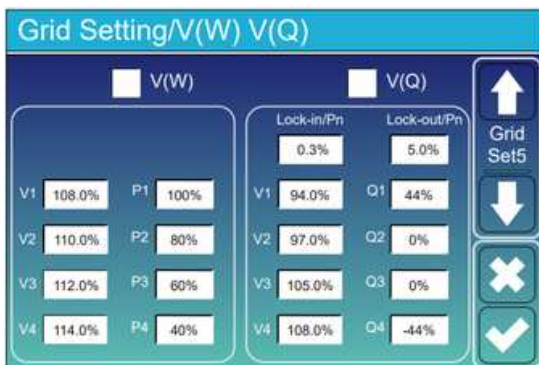 Grid Setting/V(W) V(Q)
V(W)
V1 108.0% P1 100%
V2 110.0% P2 80%
V3 112.0% P3 60%
V4 114.0% P4 40%
V(Q)
Lock-in/Pn Lock-out/Pn
0.3% 5.0%
V1 94.0% Q1 44%
V2 97.0% Q2 0%
V3 105.0% Q3 0%
V4 108.0% Q4 -44%
Grid
Set5